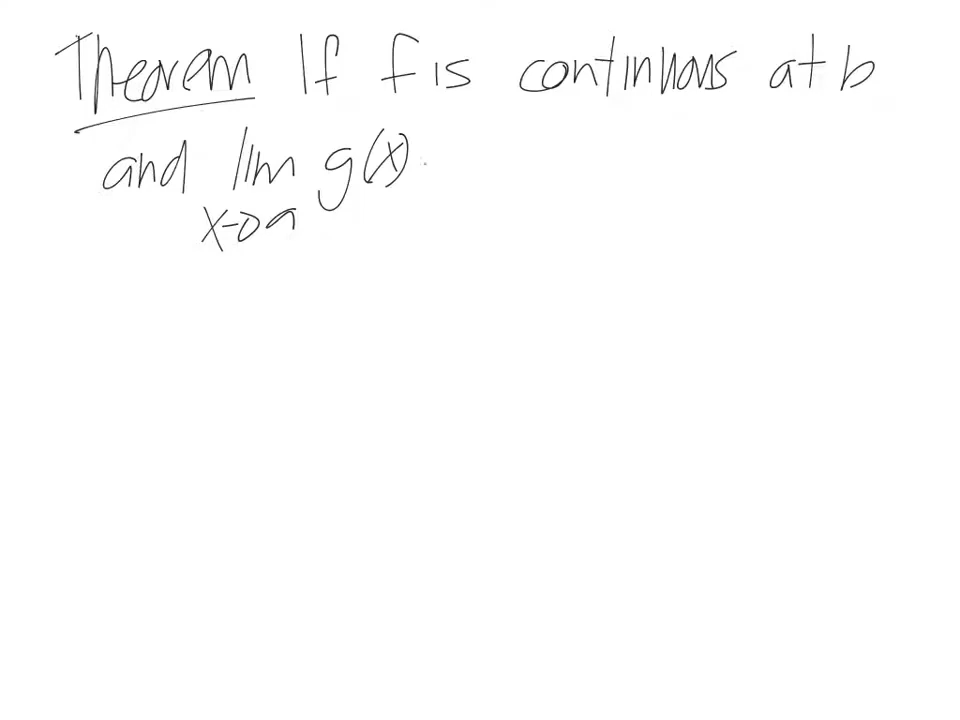 Theorem If f is continuous at b
and lim g(x)
x→a